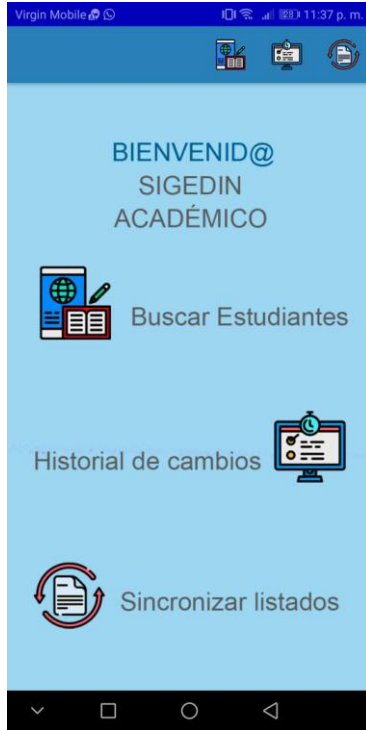 Virgin Mobile 11:37 p. m.
BIENVENID@
SIGEDIN
ACADÉMICO
Buscar Estudiantes
Historial de cambios
Sincronizar listados